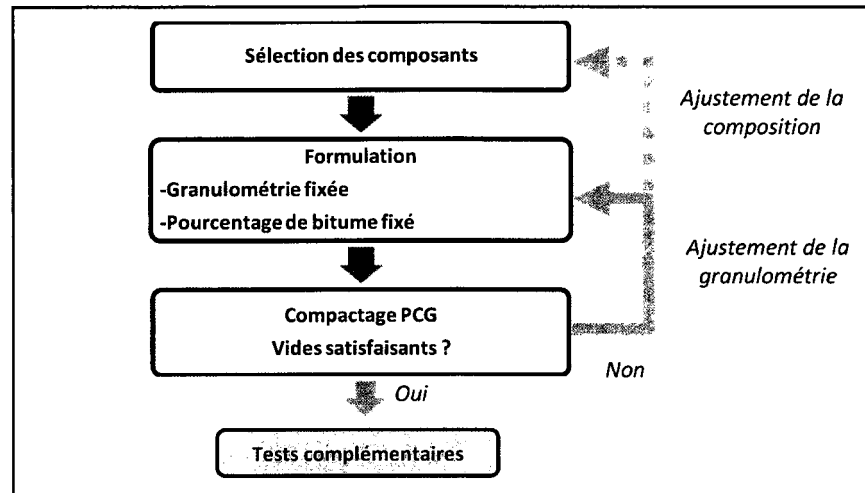 Sélection des composants
Ajustement de la
composition
Formulation
-Granulométrie fixée
-Pourcentage de bitume fixé
Ajustement de la
granulométrie
Compactage PCG
Vides satisfaisants ?
Non
Oui
Tests complémentaires